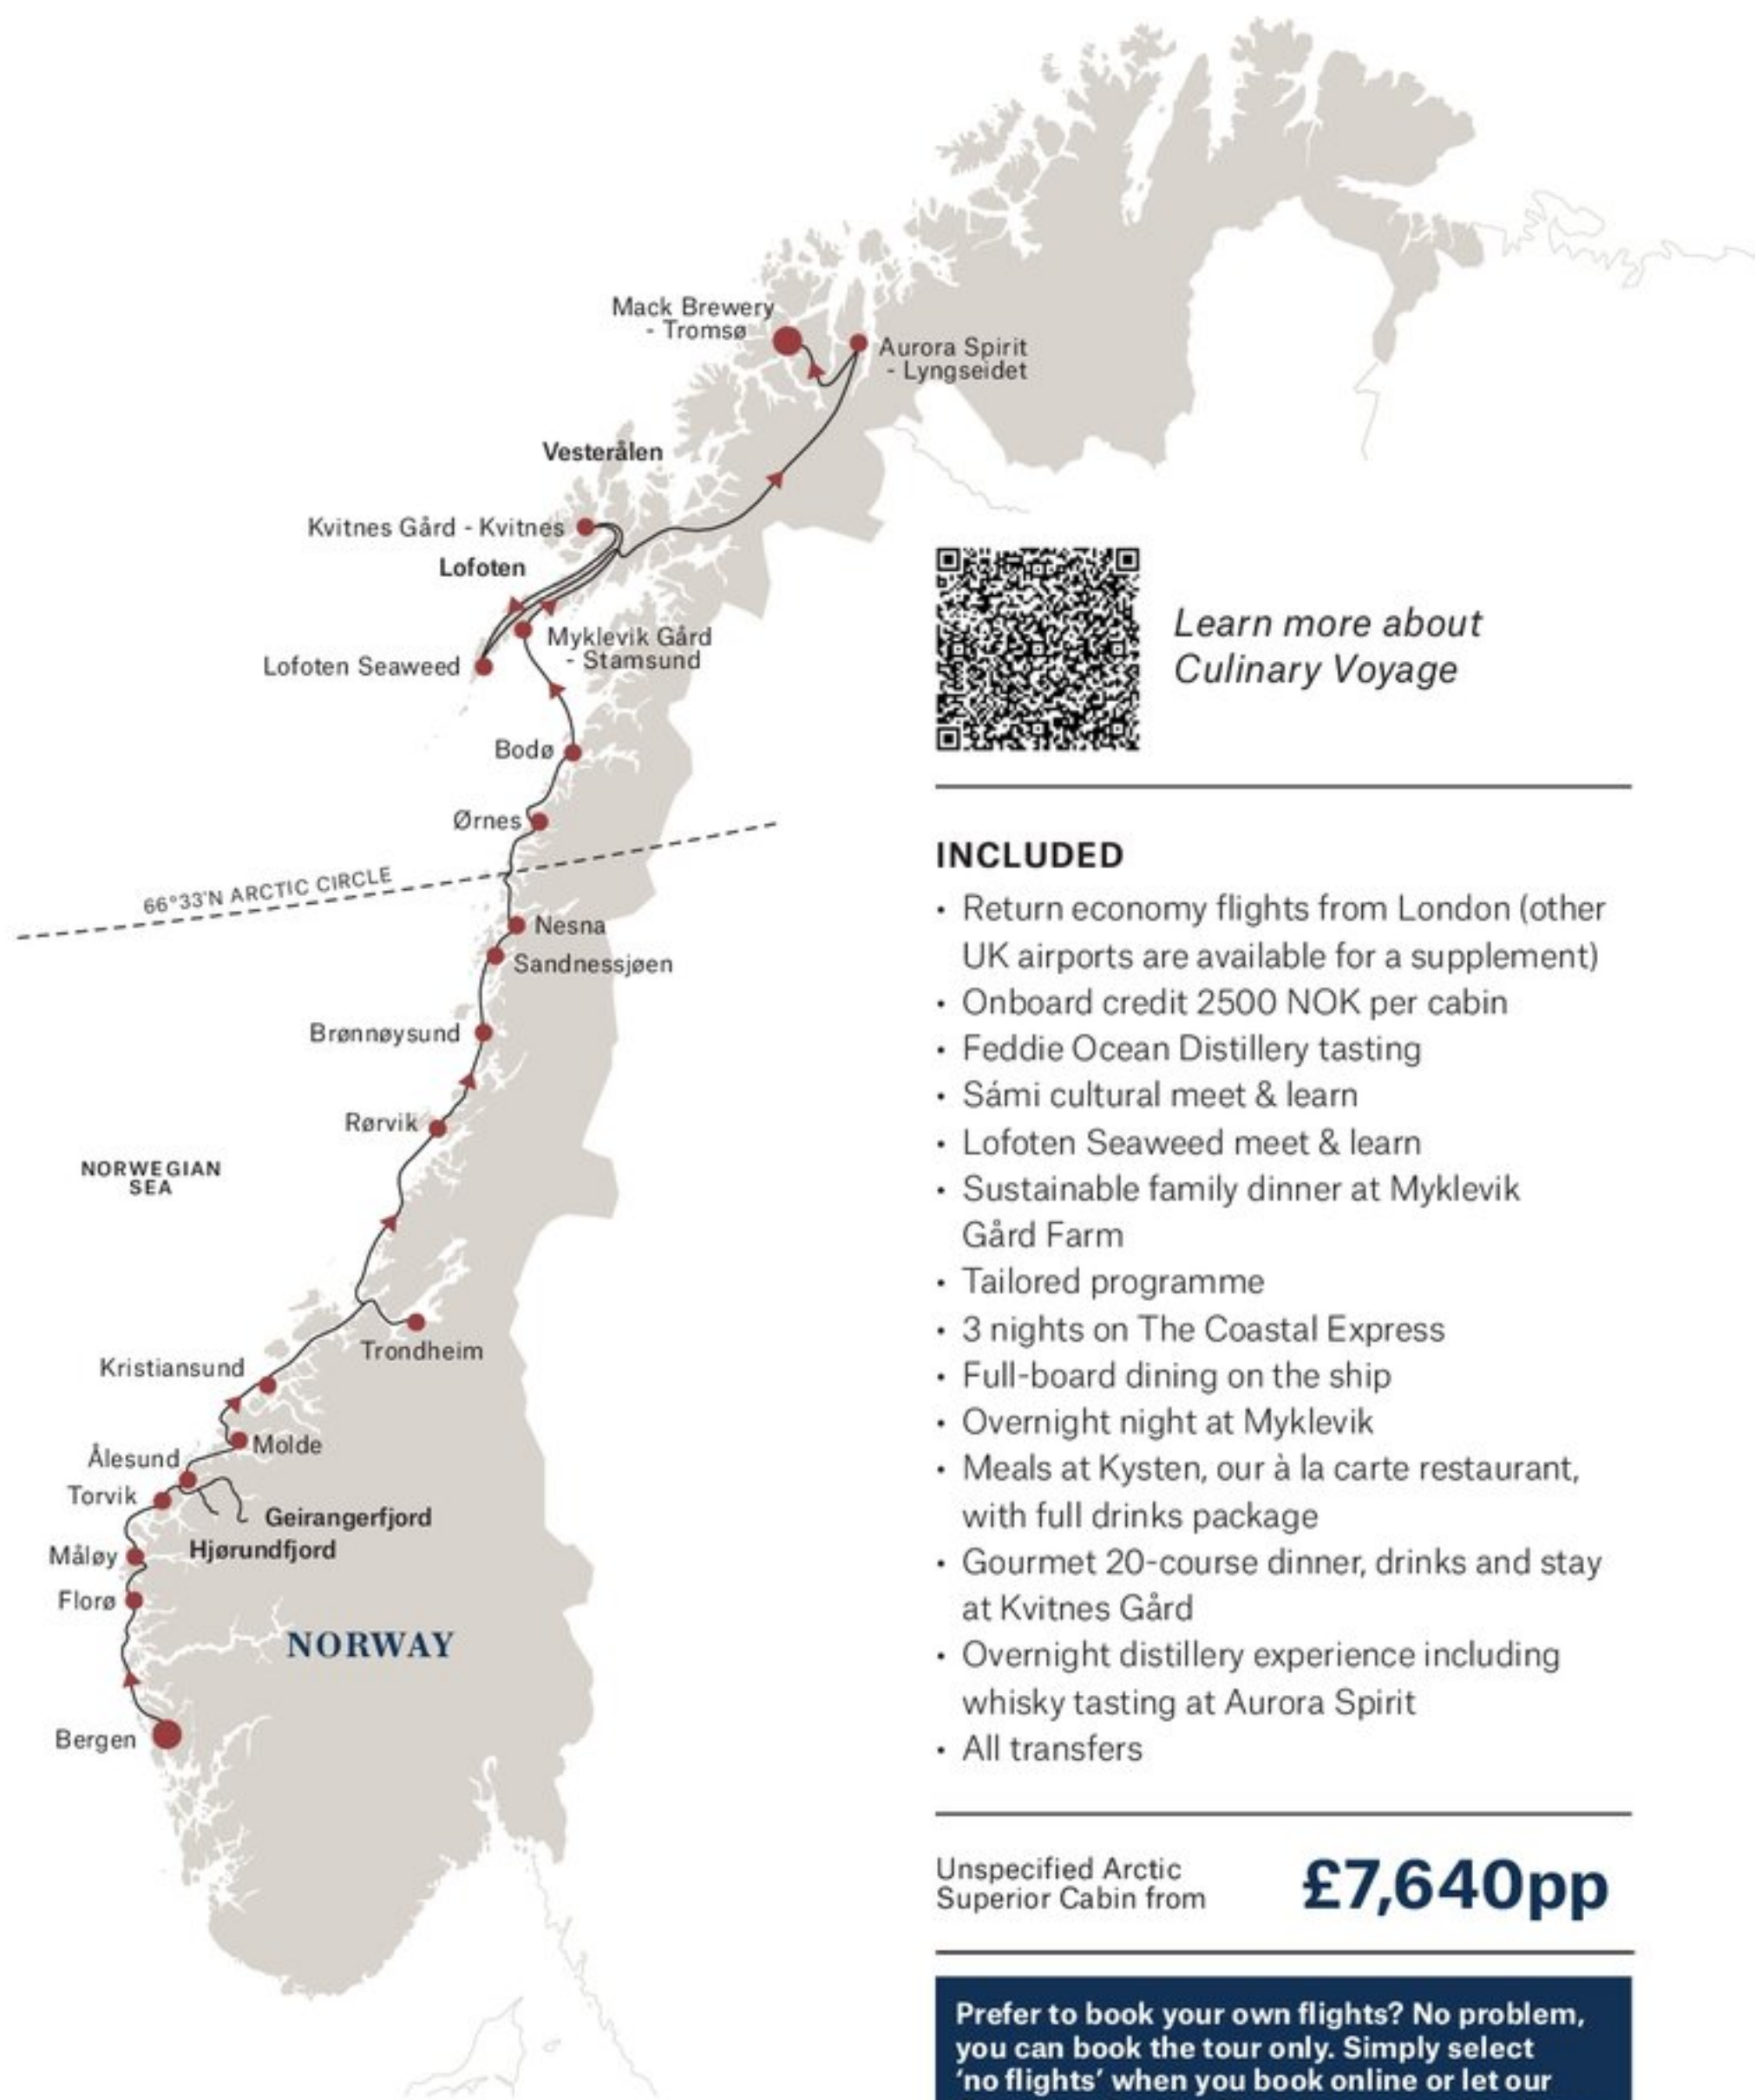 Mack Brewery
- Tromsø
Aurora Spirit
- Lyngseidet
Vesterålen
Kvitnes Gård - Kvitnes
Lofoten
Myklevik Gård
- Stamsund
Lofoten Seaweed
Bodø
Ørnes
66°33'N ARCTIC CIRCLE
Nesna
Sandnessjøen
Brønnøysund
Rørvik
NORWEGIAN
SEA
Trondheim
Kristiansund
Molde
Ålesund
Torvik
Geirangerfjord
Hjørundfjord
Måløy
Florø
NORWAY
Bergen
Learn more about
Culinary Voyage
INCLUDED
• Return economy flights from London (other
UK airports are available for a supplement)
• Onboard credit 2500 NOK per cabin
• Feddie Ocean Distillery tasting
• Sámi cultural meet & learn
• Lofoten Seaweed meet & learn
• Sustainable family dinner at Myklevik
Gård Farm
• Tailored programme
• 3 nights on The Coastal Express
• Full-board dining on the ship
• Overnight night at Myklevik
• Meals at Kysten, our à la carte restaurant,
with full drinks package
• Gourmet 20-course dinner, drinks and stay
at Kvitnes Gård
• Overnight distillery experience including
whisky tasting at Aurora Spirit
• All transfers
Unspecified Arctic
Superior Cabin from
£7,640pp
Prefer to book your own flights? No problem,
you can book the tour only. Simply select
'no flights' when you book online or let our